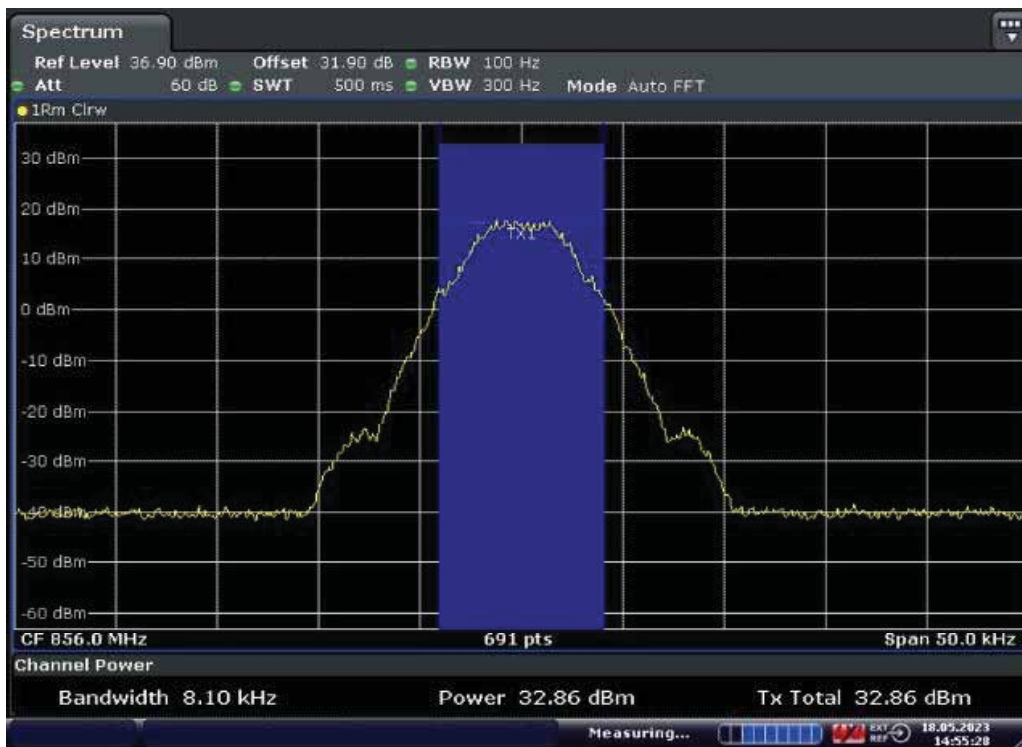 Spectrum
Ref Level 36.90 dBm Offset 31.90 dB RBW 100 Hz
Att 60 dB SWT 500 ms VBW 300 Hz Mode Auto FFT
1Rm Clrw
30 dBm
20 dBm
TX1
10 dBm
0 dBm
-10 dBm
-20 dBm
-30 dBm
-40 dBm
-50 dBm
-60 dBm
CF 856.0 MHz 691 pts Span 50.0 kHz
Channel Power
Bandwidth 8.10 kHz Power 32.86 dBm Tx Total 32.86 dBm
Measuring... EXT REF 18.05.2023
14:55:28